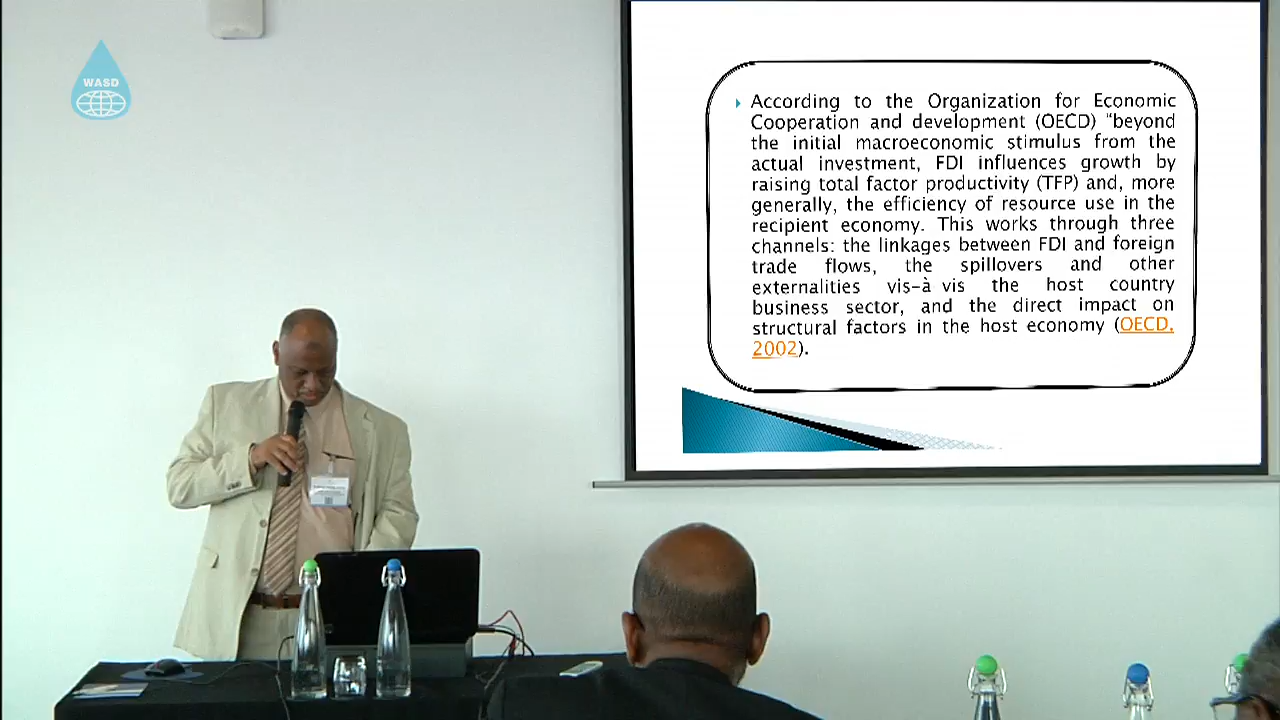 WASD
According to the Organization for Economic
Cooperation and development (OECD) "beyond
the initial macroeconomic stimulus from the
actual investment, FDI influences growth by
raising total factor productivity (TFP) and, more
generally, the efficiency of resource use in the
recipient economy. This works through three
channels: the linkages between FDI and foreign
trade flows, the spillovers and other
externalities vis-à vis the host country
business sector, and the direct impact on
structural factors in the host economy (OECD,
2002).